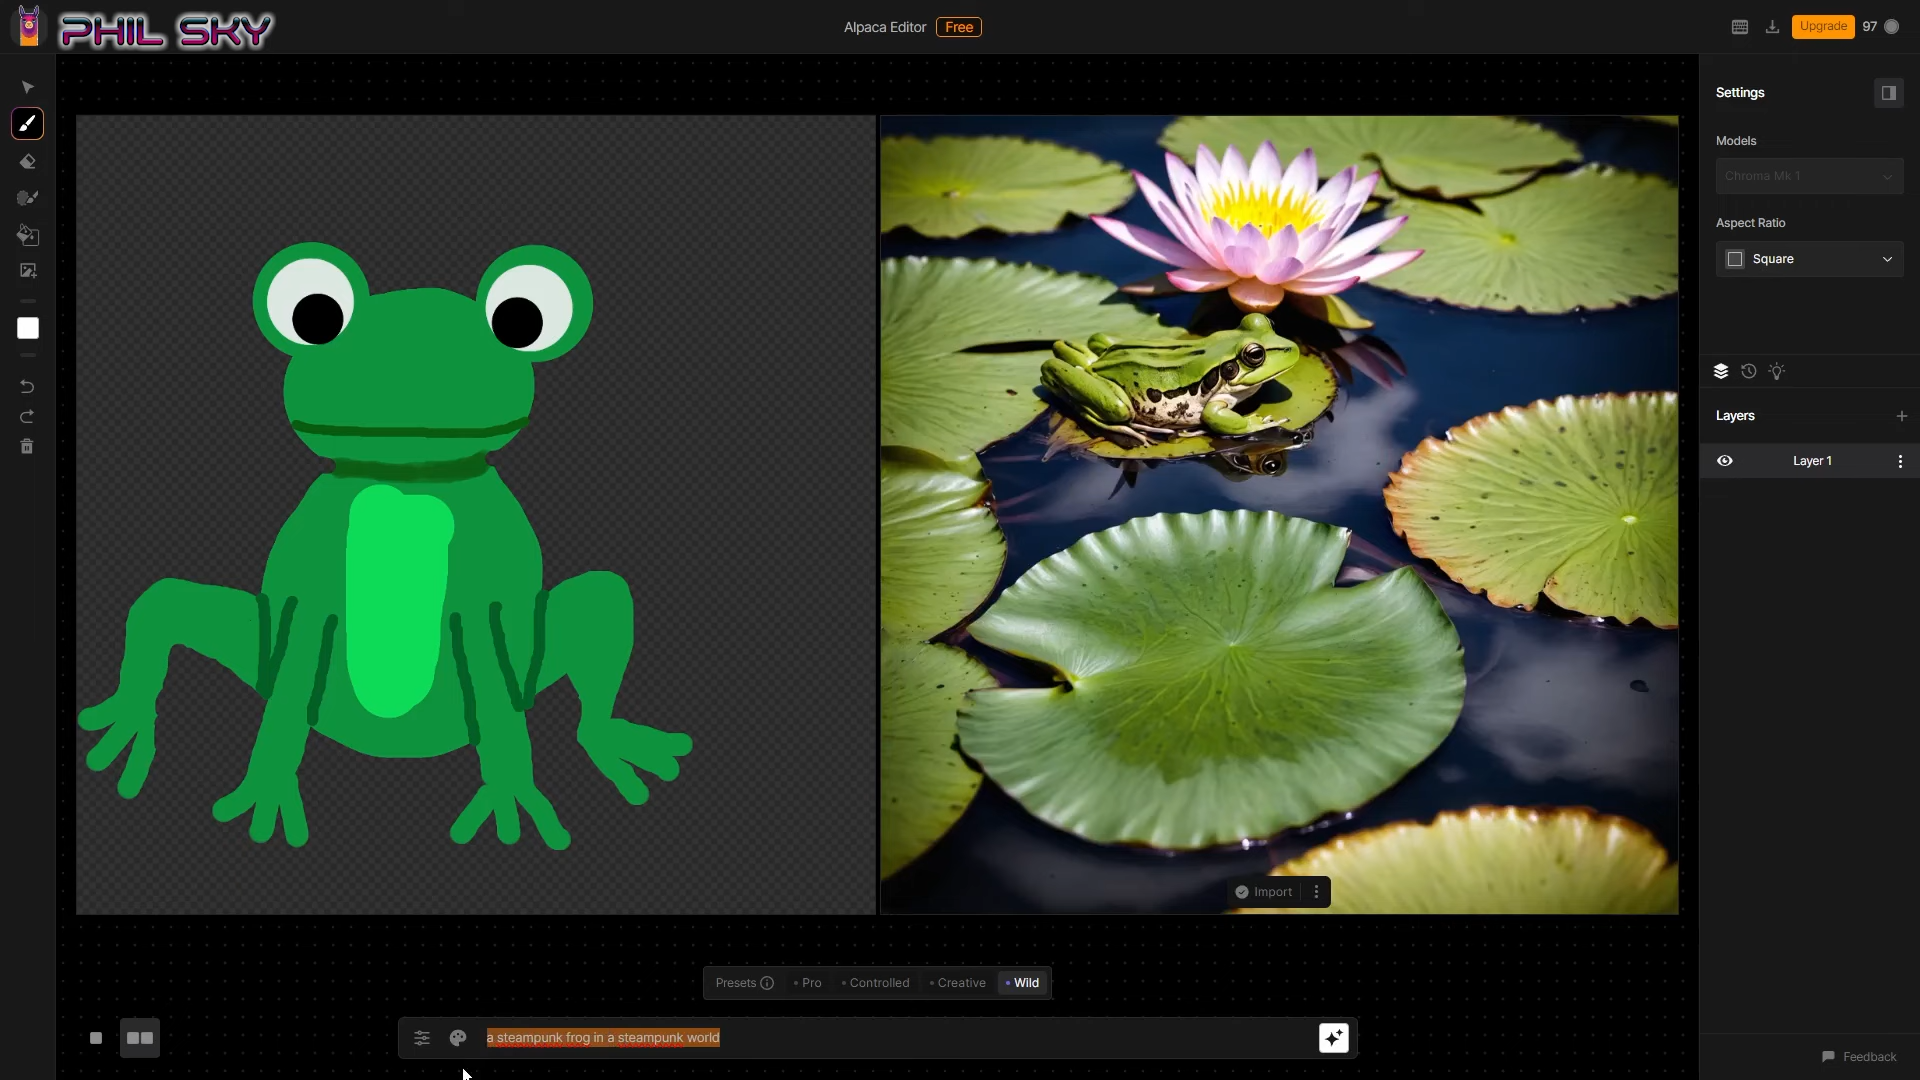 PHIL SKY
Alpaca Editor Free
Upgrade 97
Settings
Models
Chroma Mk 1
Aspect Ratio
Square
Layers
Layer 1
Import
Presets Pro Controlled Creative Wild
a steampunk frog in a steampunk world
Feedback